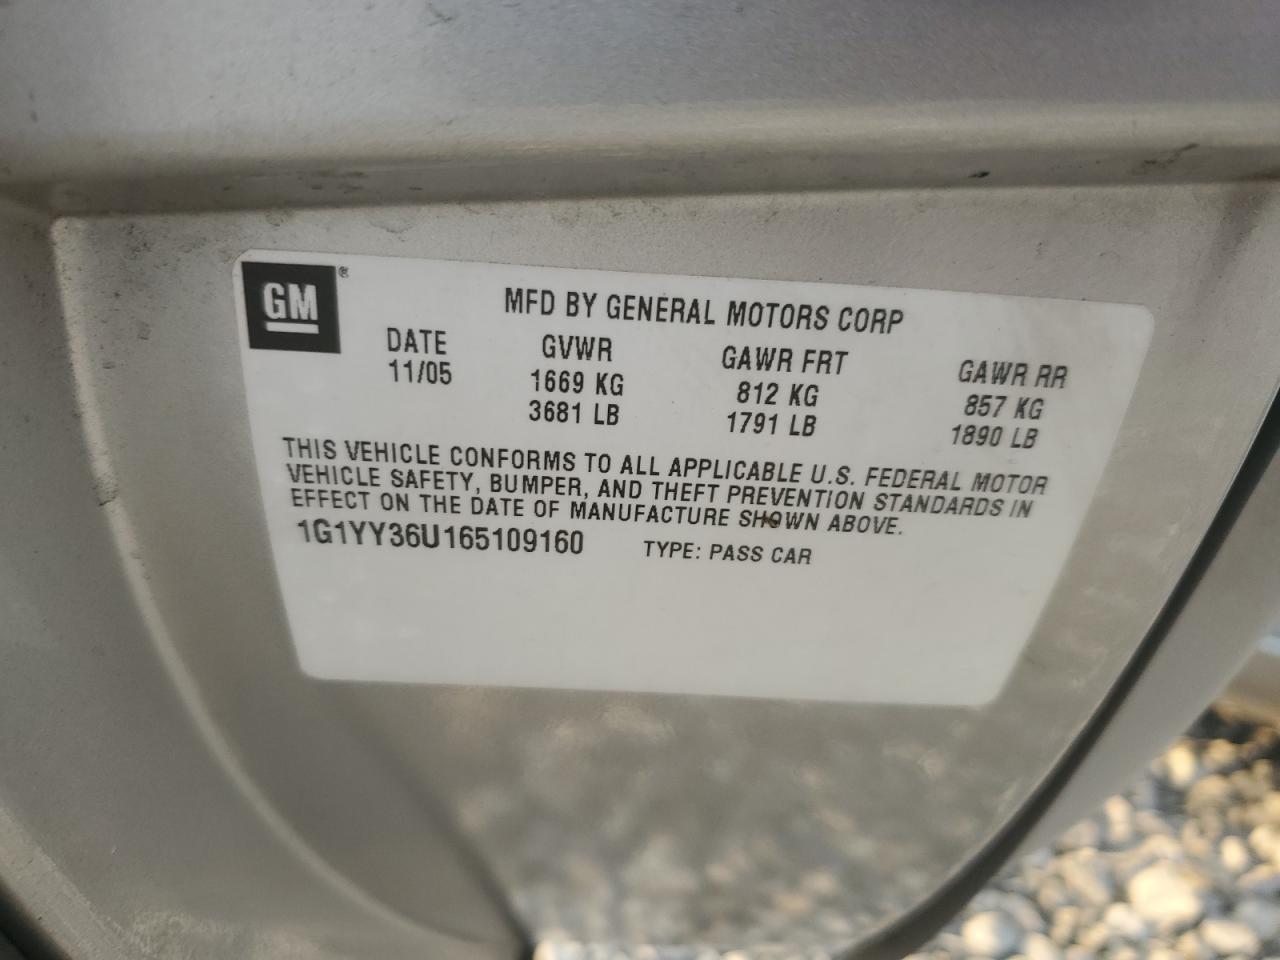 GM ®
MFD BY GENERAL MOTORS CORP
DATE GVWR GAWR FRT GAWR RR
11/05 1669 KG 812 KG 857 KG
3681 LB 1791 LB 1890 LB
THIS VEHICLE CONFORMS TO ALL APPLICABLE U.S. FEDERAL MOTOR
VEHICLE SAFETY, BUMPER, AND THEFT PREVENTION STANDARDS IN
EFFECT ON THE DATE OF MANUFACTURE SHOWN ABOVE.
1G1YY36U165109160 TYPE: PASS CAR